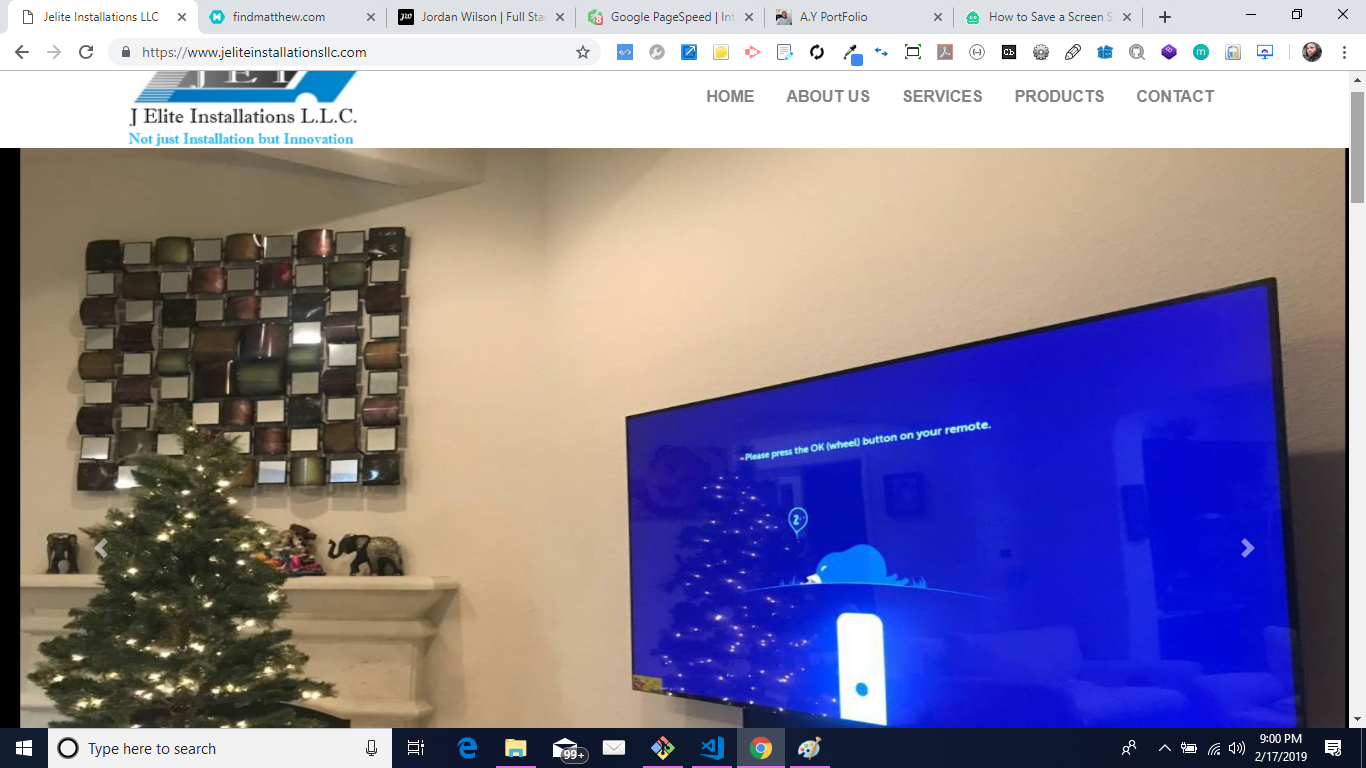 Jelite Installations LLC
findmatthew.com
Jordan Wilson | Full Sta
Google PageSpeed | Int
A.Y PortFolio
How to Save a Screen S
https://www.jeliteinstallationsllc.com
JEI
J Elite Installations L.L.C.
Not just Installation but Innovation
HOME
ABOUT US
SERVICES
PRODUCTS
CONTACT
Please press the OK (wheel) button on your remote.
Type here to search
99+
9:00 PM
2/17/2019